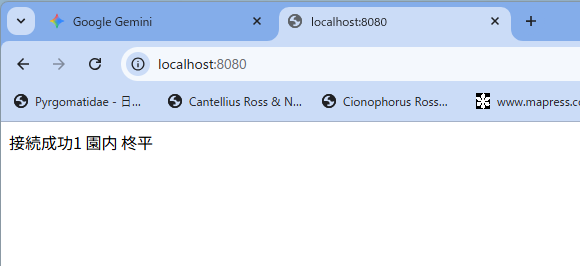 Google Gemini
localhost:8080
localhost:8080
Pyrgomatidae - 日...
Cantellius Ross & N...
Cionophorus Ross...
www.mapress.co
接続成功1 園内 柊平